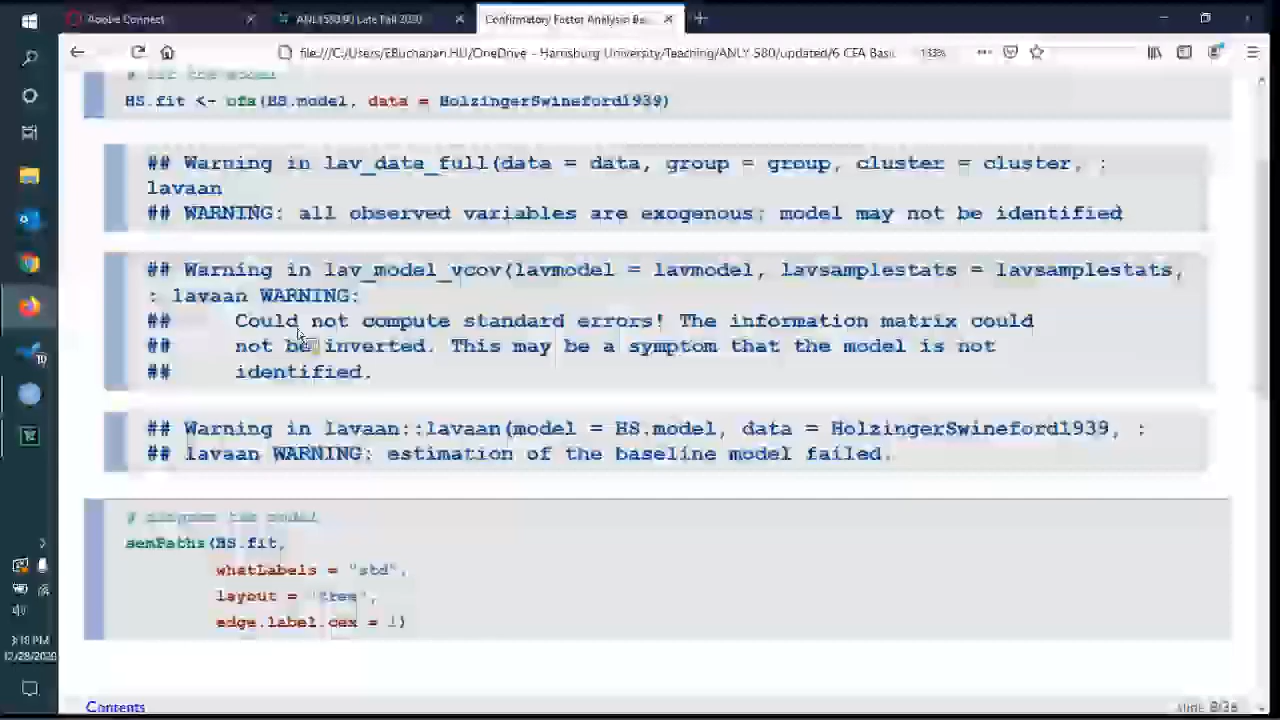 Adobe Connect
ANLY580.90 Late Fall 2020
Confirmatory Factor Analysis Ba
file:///C:/Users/EBuchanan.HU/OneDrive - Harrisburg University/Teaching/ANLY 580/updated/6 CFA Basic
133%
HS.fit <- cfa(HS.model, data = HolzingerSwineford1939)
## Warning in lav_data_full(data = data, group = group, cluster = cluster, :
lavaan
## WARNING: all observed variables are exogenous; model may not be identified
## Warning in lav_model_vcov(lavmodel = lavmodel, lavsamplestats = lavsamplestats,
: lavaan WARNING:
## Could not compute standard errors! The information matrix could
## not be inverted. This may be a symptom that the model is not
## identified.
## Warning in lavaan::lavaan(model = HS.model, data = HolzingerSwineford1939, :
## lavaan WARNING: estimation of the baseline model failed.
# diagram the model
semPaths(HS.fit,
whatLabels = "std",
layout = "tree",
edge.label.cex = 1)
Contents
3:18 PM
12/28/2020